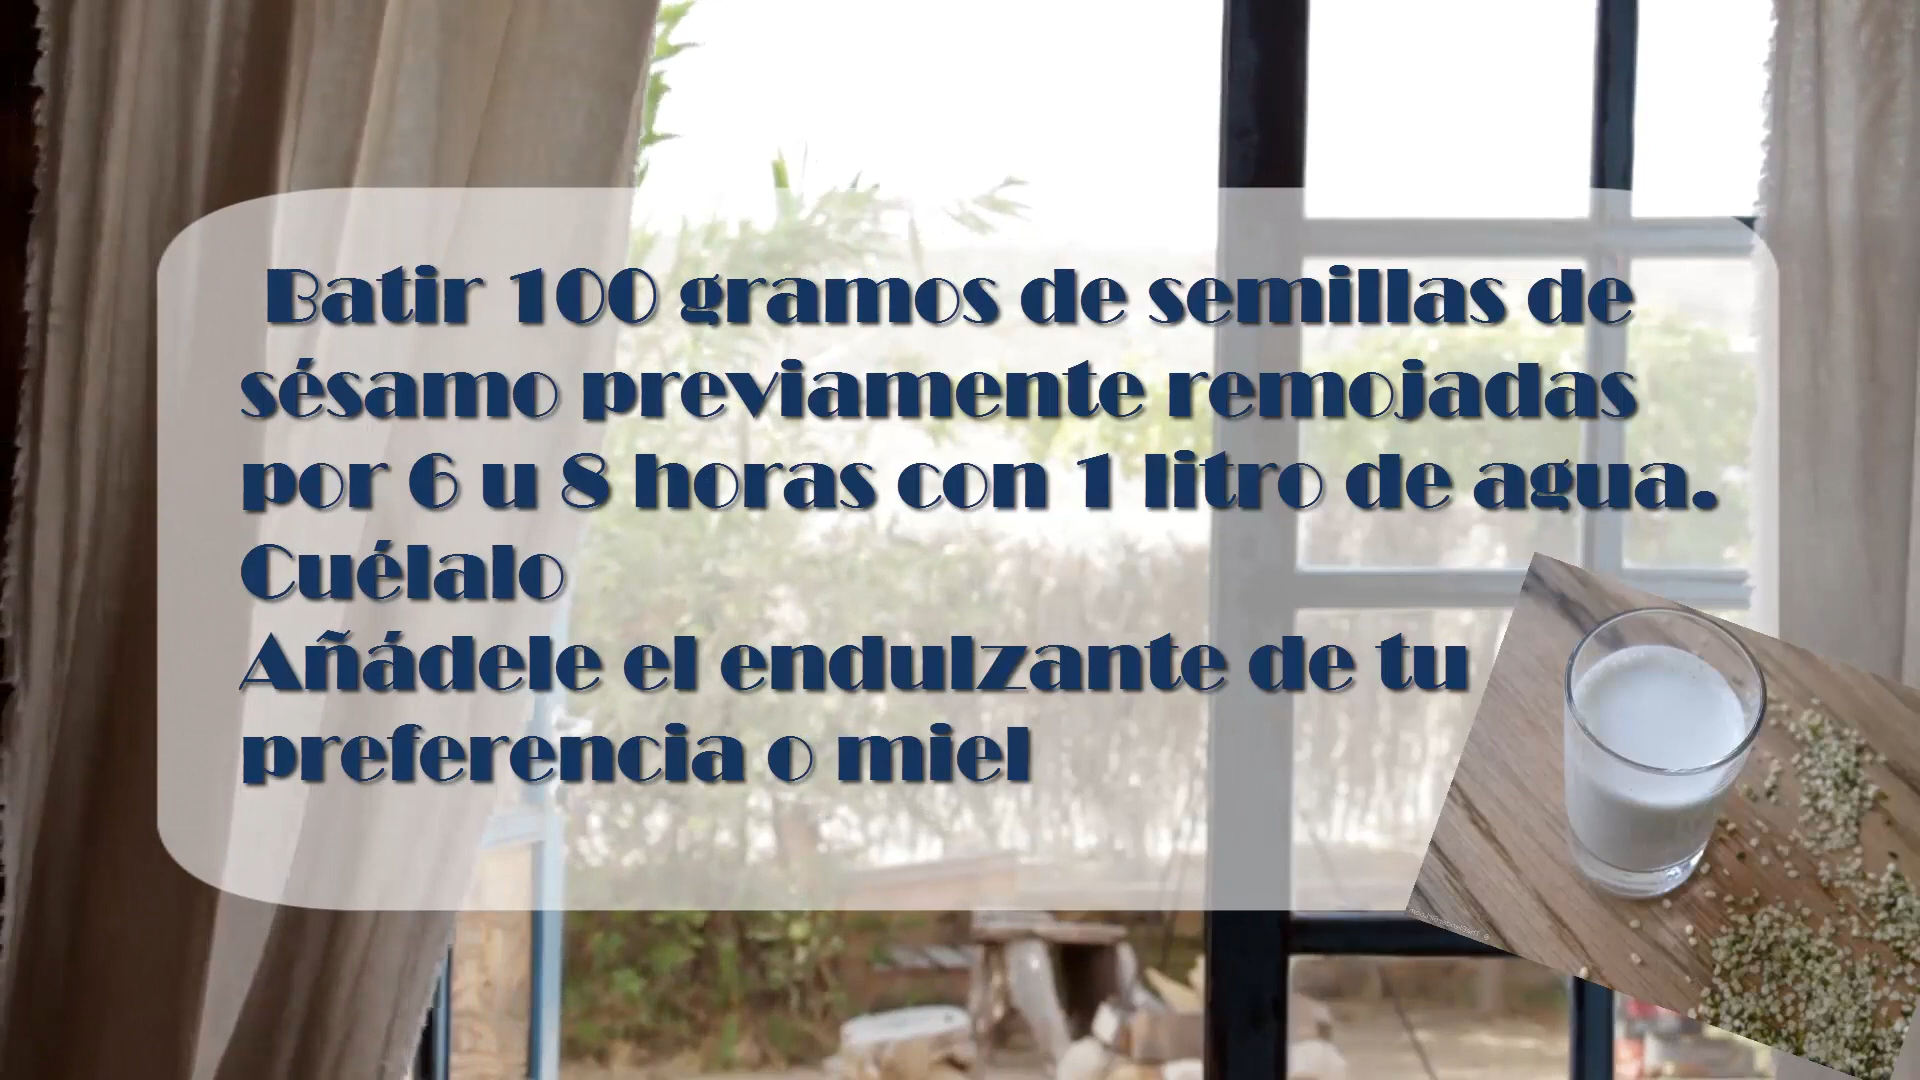 Batir 100 gramos de semillas de
sésamo previamente remojadas
por 6 u 8 horas con 1 litro de agua.
Cuélalo
Añádele el endulzante de tu
preferencia o miel